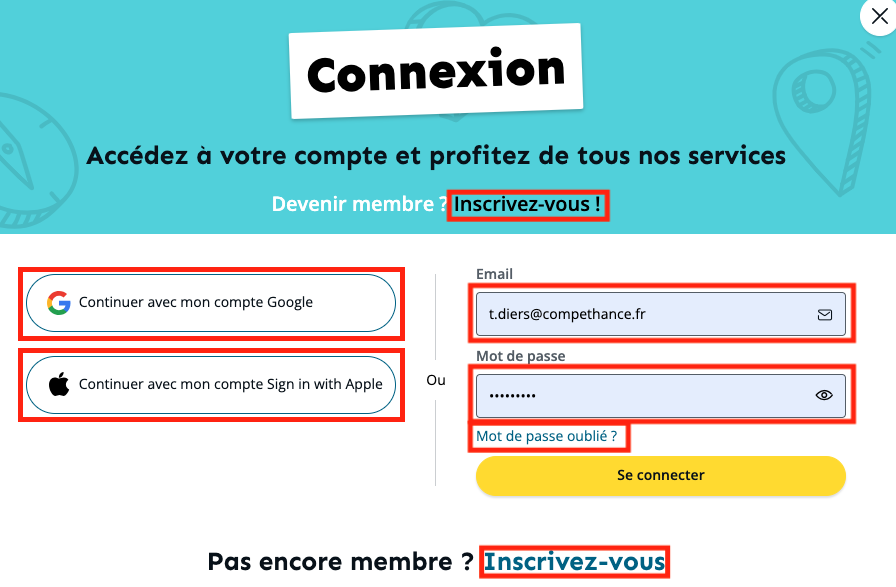 Connexion
Accédez à votre compte et profitez de tous nos services
Devenir membre ? Inscrivez-vous !
Continuer avec mon compte Google
Continuer avec mon compte Sign in with Apple
Ou
Email
t.diers@compethance.fr
Mot de passe
•••••••••
Mot de passe oublié ?
Se connecter
Pas encore membre ? Inscrivez-vous